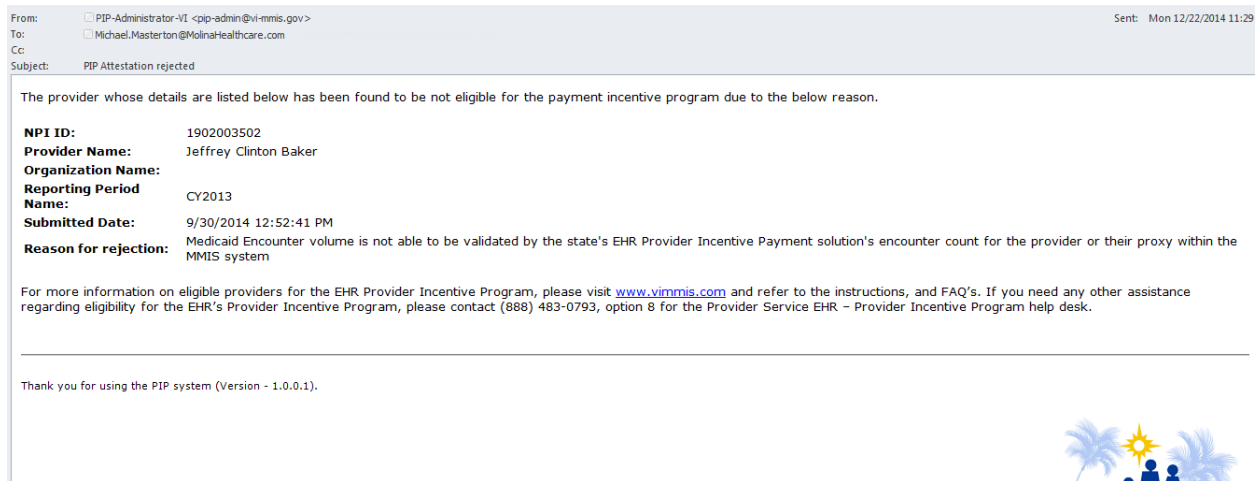 From: PIP-Administrator-VI <pip-admin@vi-mmis.gov> Sent: Mon 12/22/2014 11:29
To: Michael.Masterton@MolinaHealthcare.com
Cc:
Subject: PIP Attestation rejected
The provider whose details are listed below has been found to be not eligible for the payment incentive program due to the below reason.
NPI ID: 1902003502
Provider Name: Jeffrey Clinton Baker
Organization Name:
Reporting Period
Name: CY2013
Submitted Date: 9/30/2014 12:52:41 PM
Reason for rejection: Medicaid Encounter volume is not able to be validated by the state's EHR Provider Incentive Payment solution's encounter count for the provider or their proxy within the
MMIS system
For more information on eligible providers for the EHR Provider Incentive Program, please visit www.vimmis.com and refer to the instructions, and FAQ's. If you need any other assistance
regarding eligibility for the EHR's Provider Incentive Program, please contact (888) 483-0793, option 8 for the Provider Service EHR – Provider Incentive Program help desk.
Thank you for using the PIP system (Version - 1.0.0.1).